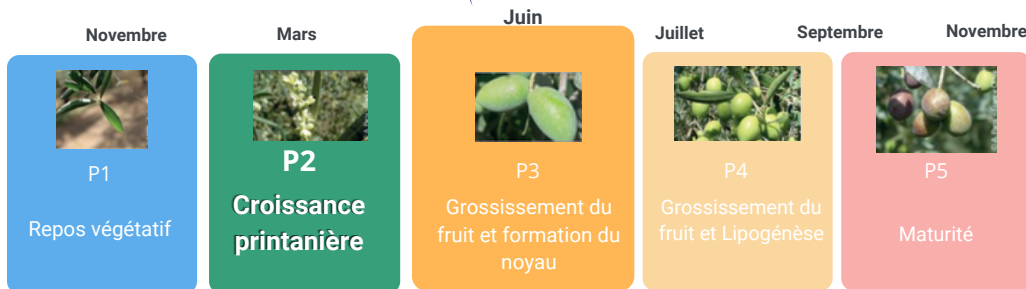 Novembre
Mars
Juin
Juillet
Septembre
Novembre
P1
Repos végétatif
P2
Croissance
printanière
P3
Grossissement du
fruit et formation du
noyau
P4
Grossissement du
fruit et Lipogénèse
P5
Maturité